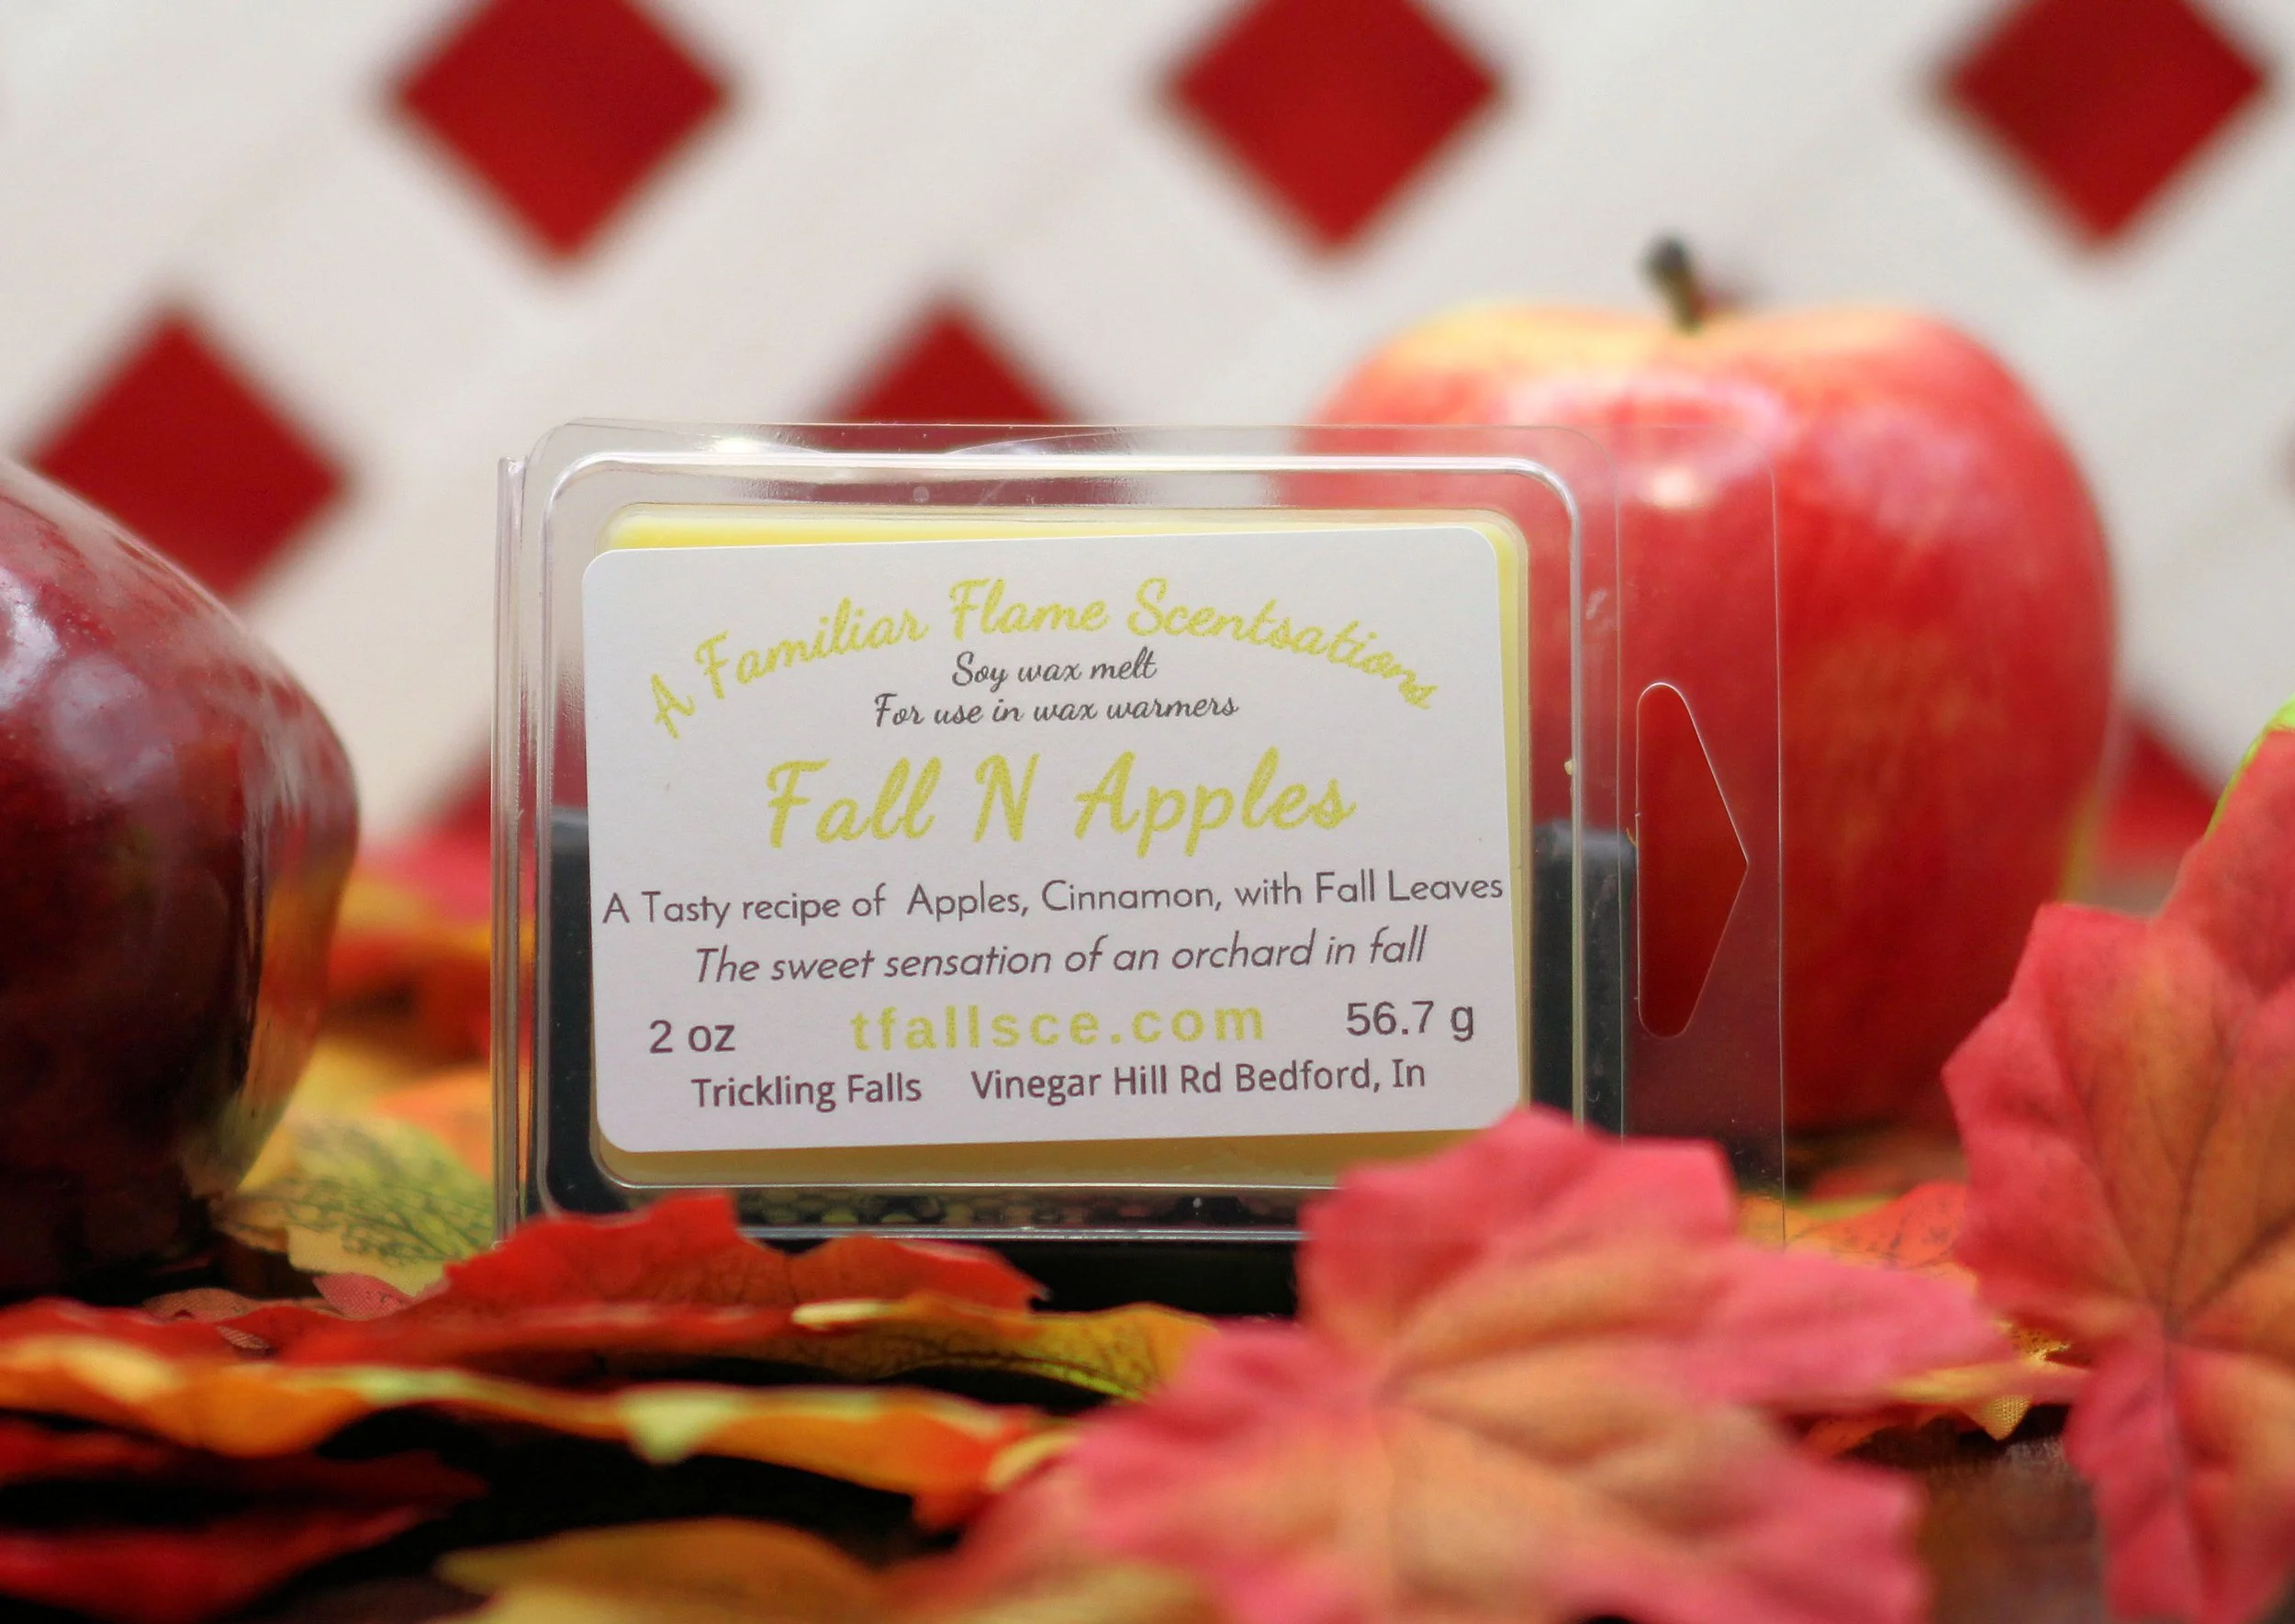 A Familiar Flame Scentsations
Soy wax melt
For use in wax warmers
Fall N Apples
A Tasty recipe of Apples, Cinnamon, with Fall Leaves
The sweet sensation of an orchard in fall
2 oz tfallsce.com 56.7 g
Trickling Falls Vinegar Hill Rd Bedford, In